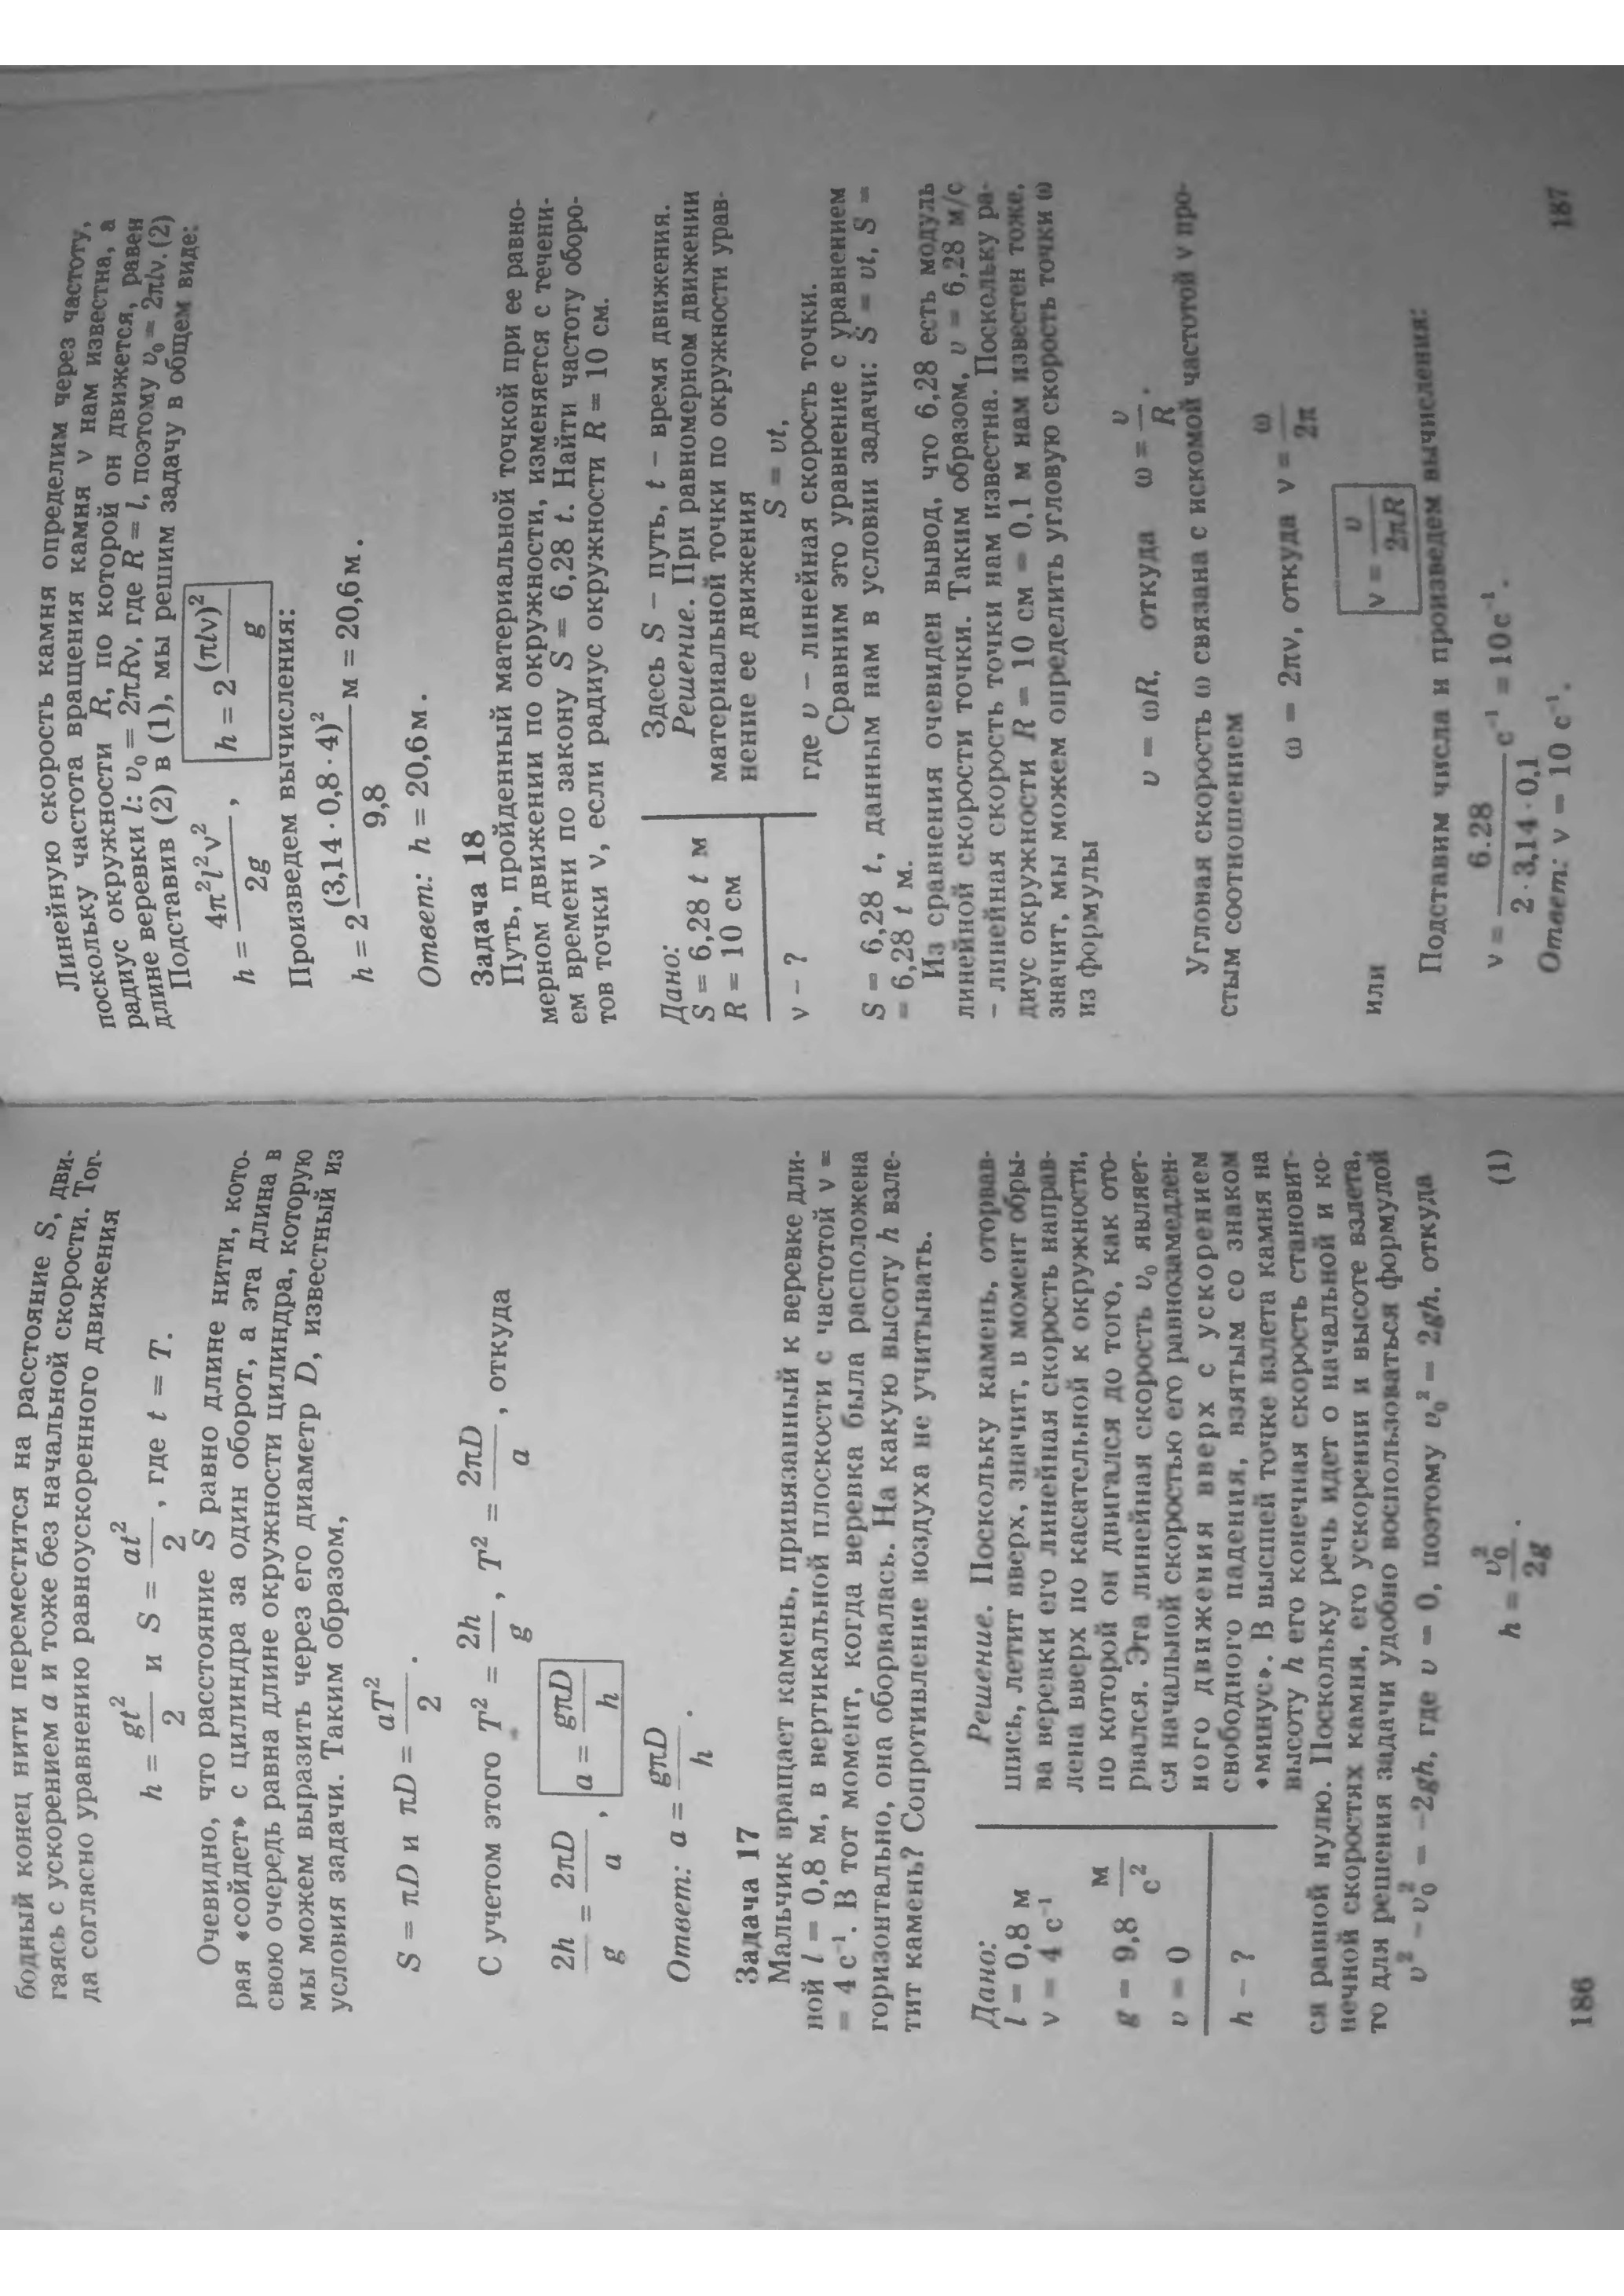 бодный конец нити переместится на расстояние S, дви-
гаясь с ускорением a и тоже без начальной скорости. Тог-
да согласно уравнению равноускоренного движения
h = gt²/2 и S = at²/2, где t = T.
Очевидно, что расстояние S равно длине нити, кото-
рая «сойдет» с цилиндра за один оборот, а эта длина в
свою очередь равна длине окружности цилиндра, которую
мы можем выразить через его диаметр D, известный из
условия задачи. Таким образом,
S = πD и πD = aT²/2.
С учетом этого T² = 2h/g, T² = 2πD/a, откуда
2h/g = 2πD/a, a = gπD/h
Ответ: a = gπD/h.
Задача 17
Мальчик вращает камень, привязанный к веревке дли-
ной l = 0,8 м, в вертикальной плоскости с частотой ν =
= 4 с⁻¹. В тот момент, когда веревка была расположена
горизонтально, она оборвалась. На какую высоту h взле-
тит камень? Сопротивление воздуха не учитывать.
Дано:
l = 0,8 м
ν = 4 с⁻¹
g = 9,8 м/с²
υ = 0
h – ?
Решение. Поскольку камень, оторвав-
шись, летит вверх, значит, в момент обры-
ва веревки его линейная скорость направ-
лена вверх по касательной к окружности,
по которой он двигался до того, как ото-
рвался. Эта линейная скорость υ₀ являет-
ся начальной скоростью его равнозамедлен-
ного движения вверх с ускорением
свободного падения, взятым со знаком
«минус». В высшей точке взлета камня на
высоту h его конечная скорость становит-
ся равной нулю. Поскольку речь идет о начальной и ко-
нечной скоростях камня, его ускорении и высоте взлета,
то для решения задачи удобно воспользоваться формулой
υ² – υ₀² = –2gh, где υ = 0, поэтому υ₀² = 2gh, откуда
h = υ₀²/2g. (1)
186
Линейную скорость камня определим через частоту,
поскольку частота вращения камня ν нам известна, а
радиус окружности R, по которой он движется, равен
длине веревки l: υ₀ = 2πRν, где R = l, поэтому υ₀ = 2πlν. (2)
Подставив (2) в (1), мы решим задачу в общем виде:
h = 4π²l²ν²/2g, h = 2 (πlν)²/g
Произведем вычисления:
h = 2 (3,14 · 0,8 · 4)²/9,8 м = 20,6 м.
Ответ: h = 20,6 м.
Задача 18
Путь, пройденный материальной точкой при ее равно-
мерном движении по окружности, изменяется с течени-
ем времени по закону S = 6,28 t. Найти частоту оборо-
тов точки ν, если радиус окружности R = 10 см.
Дано:
S = 6,28 t м
R = 10 см
ν – ?
Здесь S – путь, t – время движения.
Решение. При равномерном движении
материальной точки по окружности урав-
нение ее движения
S = υt,
где υ – линейная скорость точки.
Сравним это уравнение с уравнением
S = 6,28 t, данным нам в условии задачи: S = υt, S =
= 6,28 t м.
Из сравнения очевиден вывод, что 6,28 есть модуль
линейной скорости точки. Таким образом, υ = 6,28 м/с
– линейная скорость точки нам известна. Поскольку ра-
диус окружности R = 10 см = 0,1 м нам известен тоже,
значит, мы можем определить угловую скорость точки ω
из формулы
υ = ωR, откуда ω = υ/R.
Угловая скорость ω связана с искомой частотой ν про-
стым соотношением
ω = 2πν, откуда ν = ω/2π
или
ν = υ/2πR
Подставим числа и произведем вычисления:
ν = 6.28/2 · 3,14 · 0,1 с⁻¹ = 10с⁻¹.
Ответ: ν = 10 с⁻¹.
187